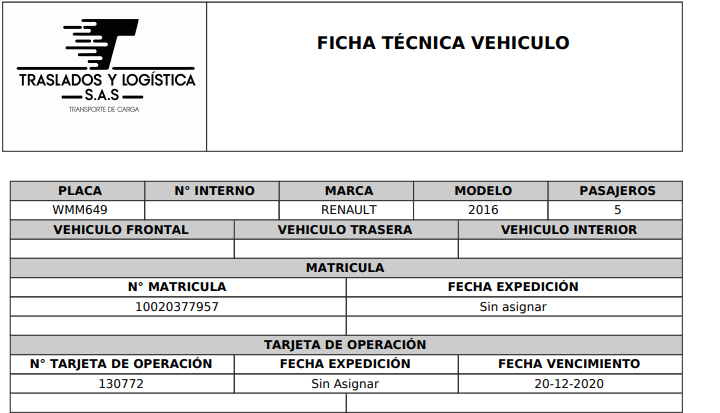 TRASLADOS Y LOGÍSTICA
S.A.S
TRANSPORTE DE CARGA
FICHA TÉCNICA VEHICULO
PLACA N° INTERNO MARCA MODELO PASAJEROS
WMM649 RENAULT 2016 5
VEHICULO FRONTAL VEHICULO TRASERA VEHICULO INTERIOR
MATRICULA
N° MATRICULA FECHA EXPEDICIÓN
10020377957 Sin asignar
TARJETA DE OPERACIÓN
N° TARJETA DE OPERACIÓN FECHA EXPEDICIÓN FECHA VENCIMIENTO
130772 Sin Asignar 20-12-2020